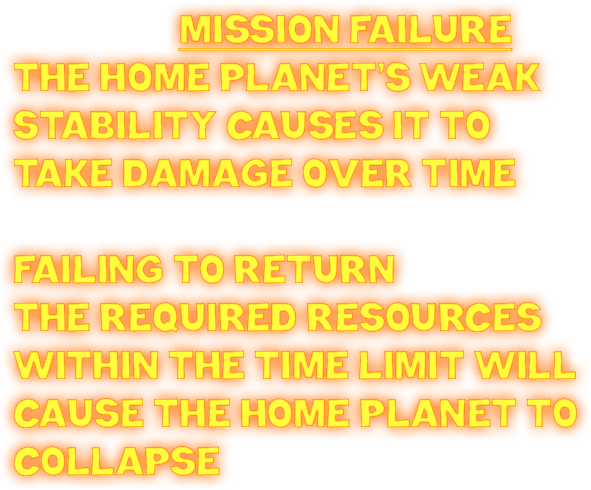 MISSION FAILURE
THE HOME PLANET'S WEAK
STABILITY CAUSES IT TO
TAKE DAMAGE OVER TIME
FAILING TO RETURN
THE REQUIRED RESOURCES
WITHIN THE TIME LIMIT WILL
CAUSE THE HOME PLANET TO
COLLAPSE